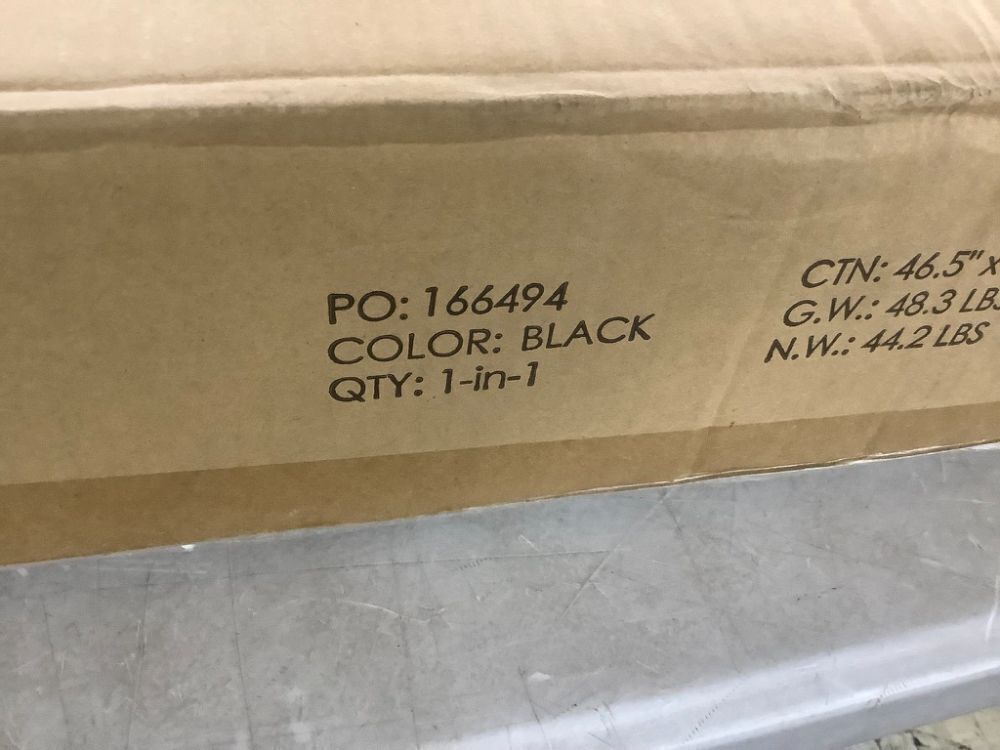 PO: 166494
COLOR: BLACK
QTY: 1-in-1
CTN: 46.5"x
G.W.: 48.3 LBS
N.W.: 44.2 LBS